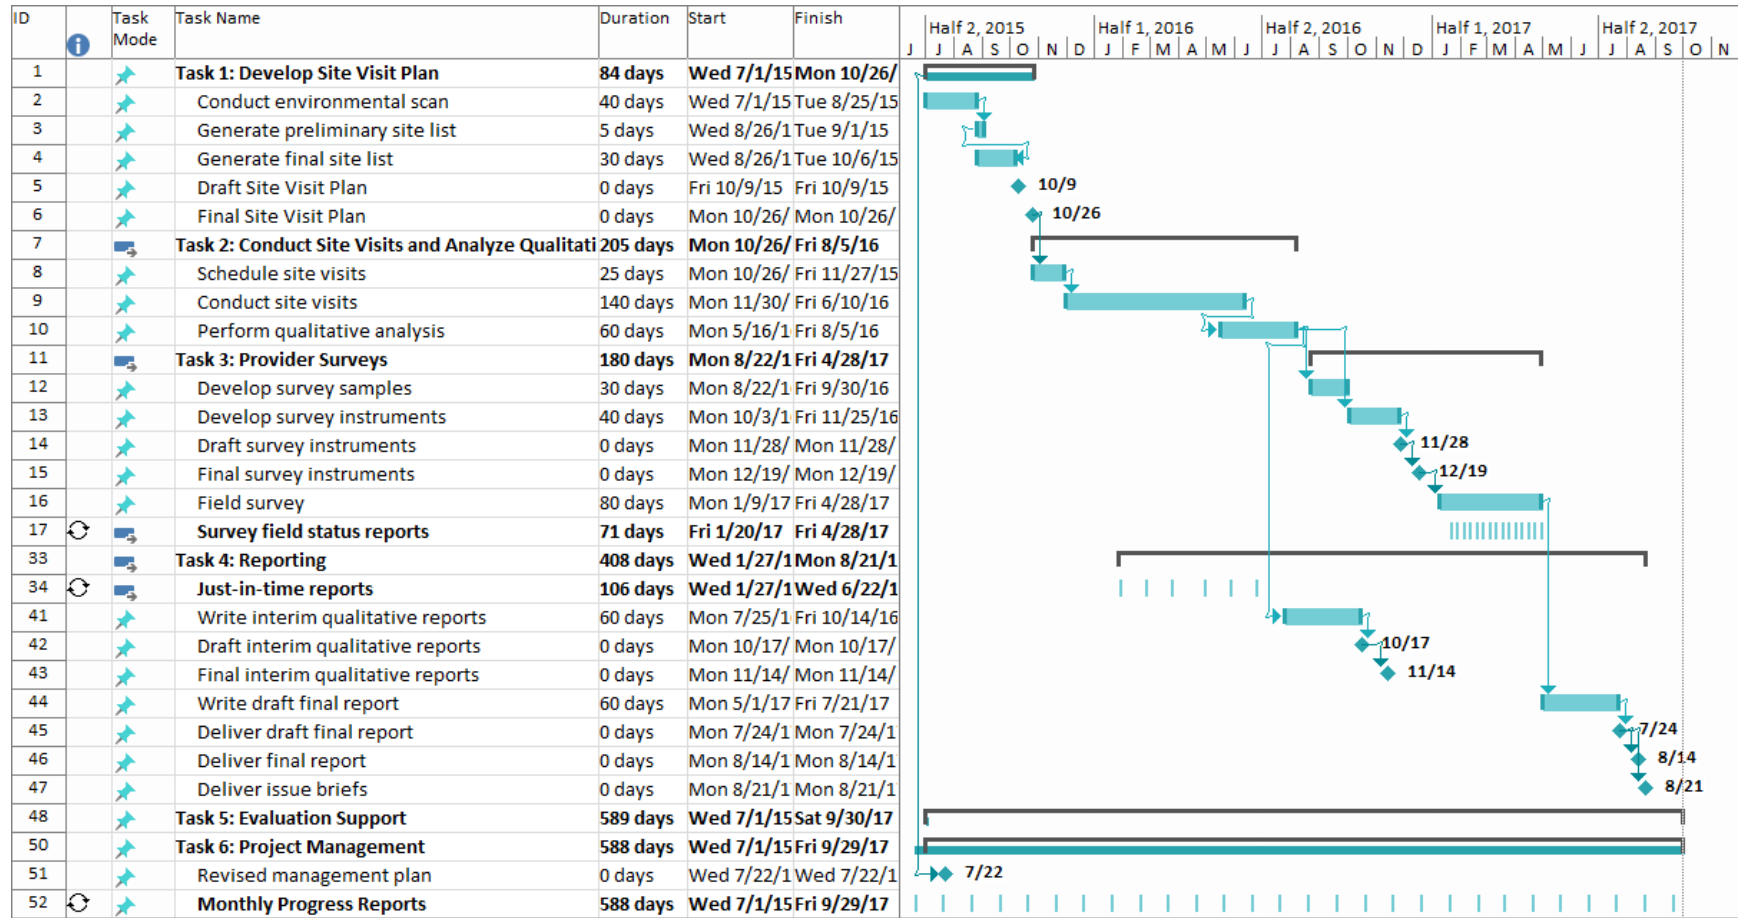 ID Task Mode Task Name Duration Start Finish
Half 2, 2015 Half 1, 2016 Half 2, 2016 Half 1, 2017 Half 2, 2017
J J A S O N D J F M A M J J A S O N D J F M A M J J A S O N
1 Task 1: Develop Site Visit Plan 84 days Wed 7/1/15 Mon 10/26/
2 Conduct environmental scan 40 days Wed 7/1/15 Tue 8/25/15
3 Generate preliminary site list 5 days Wed 8/26/1 Tue 9/1/15
4 Generate final site list 30 days Wed 8/26/1 Tue 10/6/15
5 Draft Site Visit Plan 0 days Fri 10/9/15 Fri 10/9/15 10/9
6 Final Site Visit Plan 0 days Mon 10/26/ Mon 10/26/ 10/26
7 Task 2: Conduct Site Visits and Analyze Qualitati 205 days Mon 10/26/ Fri 8/5/16
8 Schedule site visits 25 days Mon 10/26/ Fri 11/27/15
9 Conduct site visits 140 days Mon 11/30/ Fri 6/10/16
10 Perform qualitative analysis 60 days Mon 5/16/1 Fri 8/5/16
11 Task 3: Provider Surveys 180 days Mon 8/22/1 Fri 4/28/17
12 Develop survey samples 30 days Mon 8/22/1 Fri 9/30/16
13 Develop survey instruments 40 days Mon 10/3/1 Fri 11/25/16
14 Draft survey instruments 0 days Mon 11/28/ Mon 11/28/ 11/28
15 Final survey instruments 0 days Mon 12/19/ Mon 12/19/ 12/19
16 Field survey 80 days Mon 1/9/17 Fri 4/28/17
17 Survey field status reports 71 days Fri 1/20/17 Fri 4/28/17
33 Task 4: Reporting 408 days Wed 1/27/1 Mon 8/21/1
34 Just-in-time reports 106 days Wed 1/27/1 Wed 6/22/1
41 Write interim qualitative reports 60 days Mon 7/25/1 Fri 10/14/16
42 Draft interim qualitative reports 0 days Mon 10/17/ Mon 10/17/ 10/17
43 Final interim qualitative reports 0 days Mon 11/14/ Mon 11/14/ 11/14
44 Write draft final report 60 days Mon 5/1/17 Fri 7/21/17
45 Deliver draft final report 0 days Mon 7/24/1 Mon 7/24/1 7/24
46 Deliver final report 0 days Mon 8/14/1 Mon 8/14/1 8/14
47 Deliver issue briefs 0 days Mon 8/21/1 Mon 8/21/1 8/21
48 Task 5: Evaluation Support 589 days Wed 7/1/15 Sat 9/30/17
50 Task 6: Project Management 588 days Wed 7/1/15 Fri 9/29/17
51 Revised management plan 0 days Wed 7/22/1 Wed 7/22/1 7/22
52 Monthly Progress Reports 588 days Wed 7/1/15 Fri 9/29/17